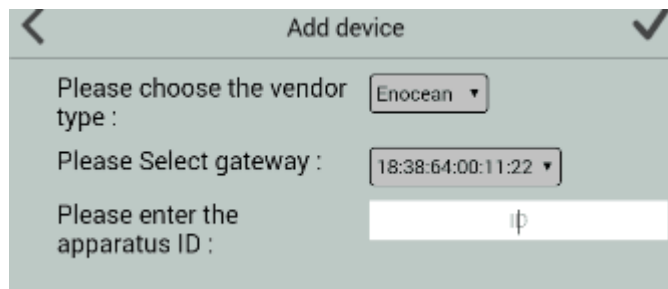 Add device
Please choose the vendor
type :
Enocean
Please Select gateway :
18:38:64:00:11:22
Please enter the
apparatus ID :
ID